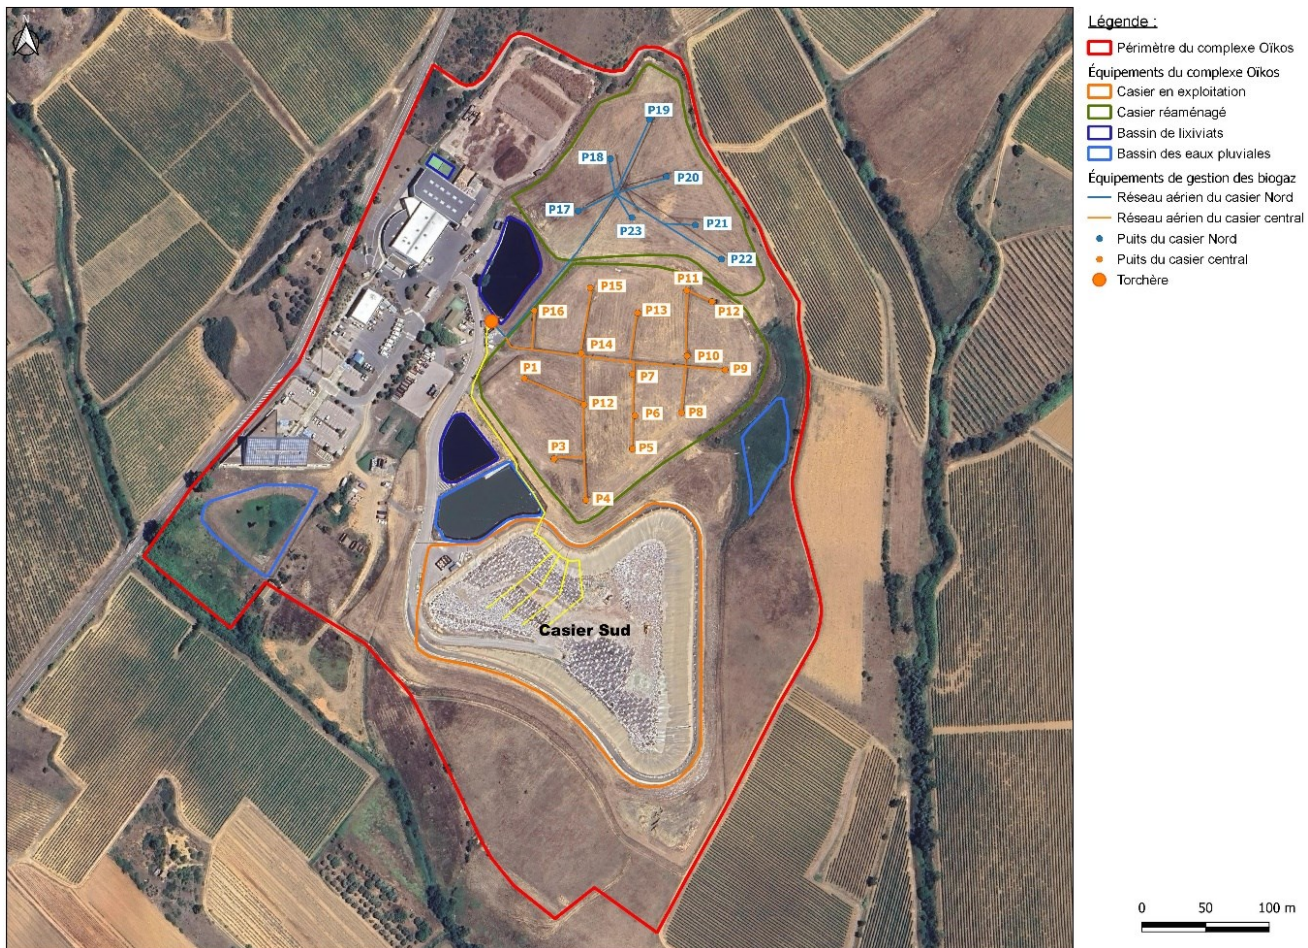 N
Légende :
Périmètre du complexe Oïkos
Équipements du complexe Oïkos
Casier en exploitation
Casier réaménagé
Bassin de lixiviats
Bassin des eaux pluviales
Équipements de gestion des biogaz
Réseau aérien du casier Nord
Réseau aérien du casier central
Puits du casier Nord
Puits du casier central
Torchère
P19
P18
P20
P17
P23
P21
P22
P11
P15
P12
P16
P13
P14
P10
P1
P9
P7
P12
P6
P8
P3
P5
P4
Casier Sud
0 50 100 m